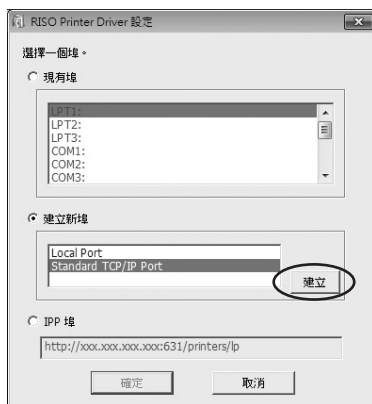 RISO Printer Driver 設定
選擇一個埠。
現有埠
LPT1:
LPT2:
LPT3:
COM1:
COM2:
COM3:
建立新埠
Local Port
Standard TCP/IP Port
建立
IPP 埠
http://xxx.xxx.xxx.xxx:631/printers/lp
確定
取消